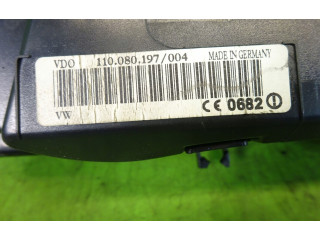 VDO 110.080.197/004 MADE IN GERMANY
VW CE 0682